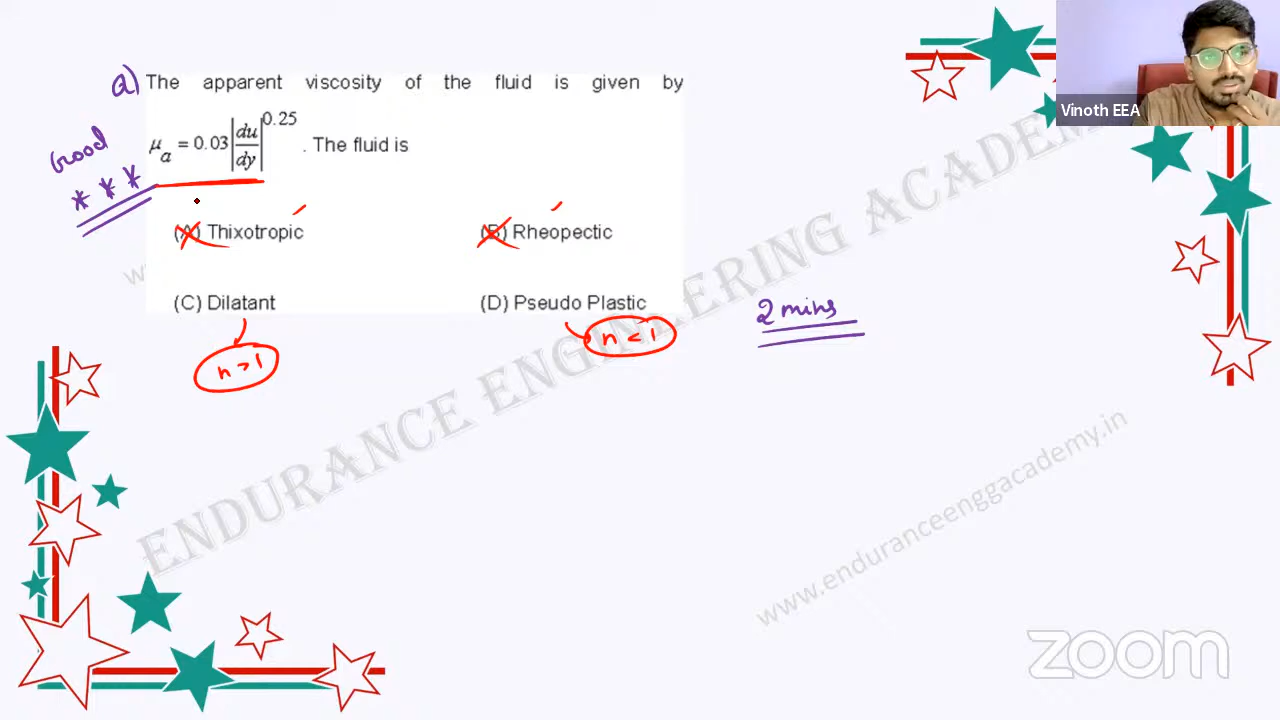 Q) The apparent viscosity of the fluid is given by
μa = 0.03 |du/dy|^0.25 . The fluid is
Good
* * *
(A) Thixotropic (B) Rheopectic
(C) Dilatant (D) Pseudo Plastic
n > 1
n < 1
2 mins
Vinoth EEA
ENDURANCE ENGINEERING ACADEMY
www.enduranceenggacademy.in
zoom